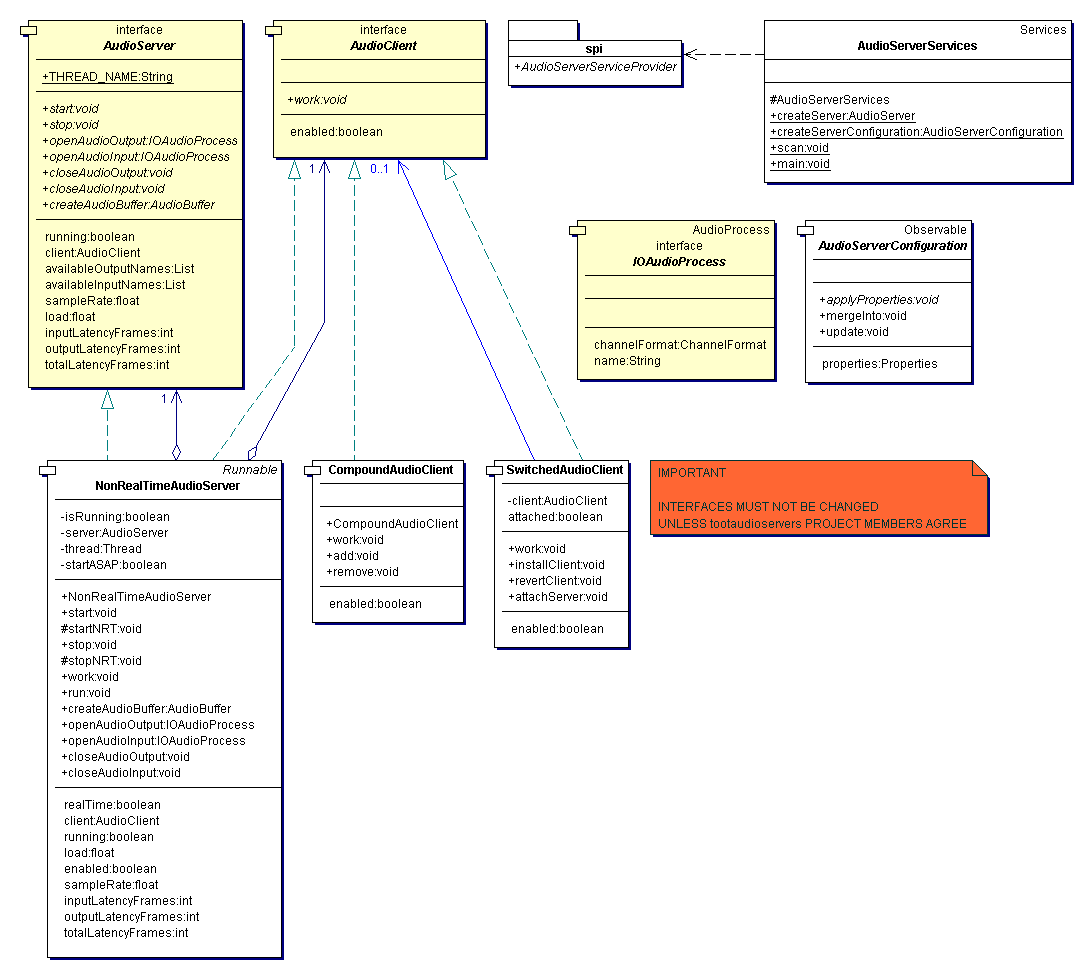 interface
AudioServer
+THREAD_NAME:String
+start:void
+stop:void
+openAudioOutput:IOAudioProcess
+openAudioInput:IOAudioProcess
+closeAudioOutput:void
+closeAudioInput:void
+createAudioBuffer:AudioBuffer
running:boolean
client:AudioClient
availableOutputNames:List
availableInputNames:List
sampleRate:float
load:float
inputLatencyFrames:int
outputLatencyFrames:int
totalLatencyFrames:int
interface
AudioClient
+work:void
enabled:boolean
spi
+AudioServerServiceProvider
Services
AudioServerServices
#AudioServerServices
+createServer:AudioServer
+createServerConfiguration:AudioServerConfiguration
+scan:void
+main:void
1
0..1
AudioProcess
interface
IOAudioProcess
channelFormat:ChannelFormat
name:String
Observable
AudioServerConfiguration
+applyProperties:void
+mergeInto:void
+update:void
properties:Properties
1
Runnable
NonRealTimeAudioServer
-isRunning:boolean
-server:AudioServer
-thread:Thread
-startASAP:boolean
+NonRealTimeAudioServer
+start:void
#startNRT:void
+stop:void
#stopNRT:void
+work:void
+run:void
+createAudioBuffer:AudioBuffer
+openAudioOutput:IOAudioProcess
+openAudioInput:IOAudioProcess
+closeAudioOutput:void
+closeAudioInput:void
realTime:boolean
client:AudioClient
running:boolean
load:float
enabled:boolean
sampleRate:float
inputLatencyFrames:int
outputLatencyFrames:int
totalLatencyFrames:int
CompoundAudioClient
+CompoundAudioClient
+work:void
+add:void
+remove:void
enabled:boolean
SwitchedAudioClient
-client:AudioClient
attached:boolean
+work:void
+installClient:void
+revertClient:void
+attachServer:void
enabled:boolean
IMPORTANT
INTERFACES MUST NOT BE CHANGED
UNLESS tootaudioservers PROJECT MEMBERS AGREE